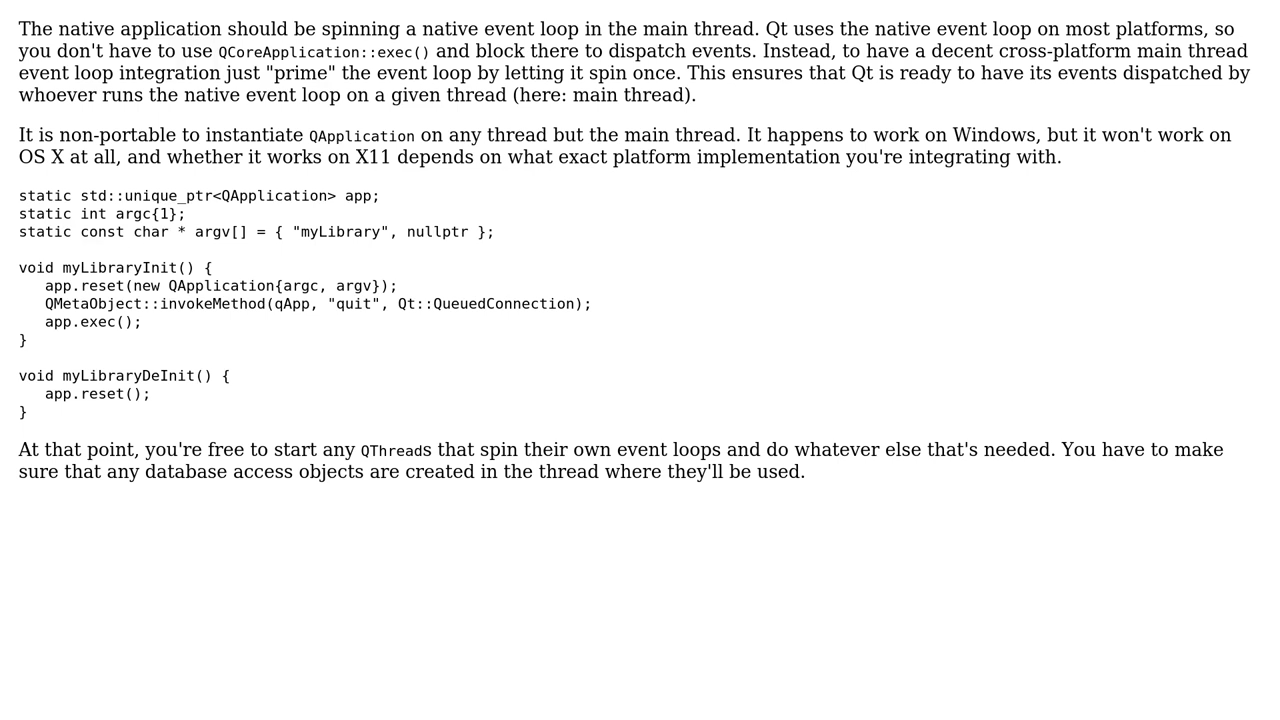 The native application should be spinning a native event loop in the main thread. Qt uses the native event loop on most platforms, so
you don't have to use QCoreApplication::exec() and block there to dispatch events. Instead, to have a decent cross-platform main thread
event loop integration just "prime" the event loop by letting it spin once. This ensures that Qt is ready to have its events dispatched by
whoever runs the native event loop on a given thread (here: main thread).
It is non-portable to instantiate QApplication on any thread but the main thread. It happens to work on Windows, but it won't work on
OS X at all, and whether it works on X11 depends on what exact platform implementation you're integrating with.
static std::unique_ptr<QApplication> app;
static int argc{1};
static const char * argv[] = { "myLibrary", nullptr };
void myLibraryInit() {
   app.reset(new QApplication{argc, argv});
   QMetaObject::invokeMethod(qApp, "quit", Qt::QueuedConnection);
   app.exec();
}
void myLibraryDeInit() {
   app.reset();
}
At that point, you're free to start any QThreads that spin their own event loops and do whatever else that's needed. You have to make
sure that any database access objects are created in the thread where they'll be used.